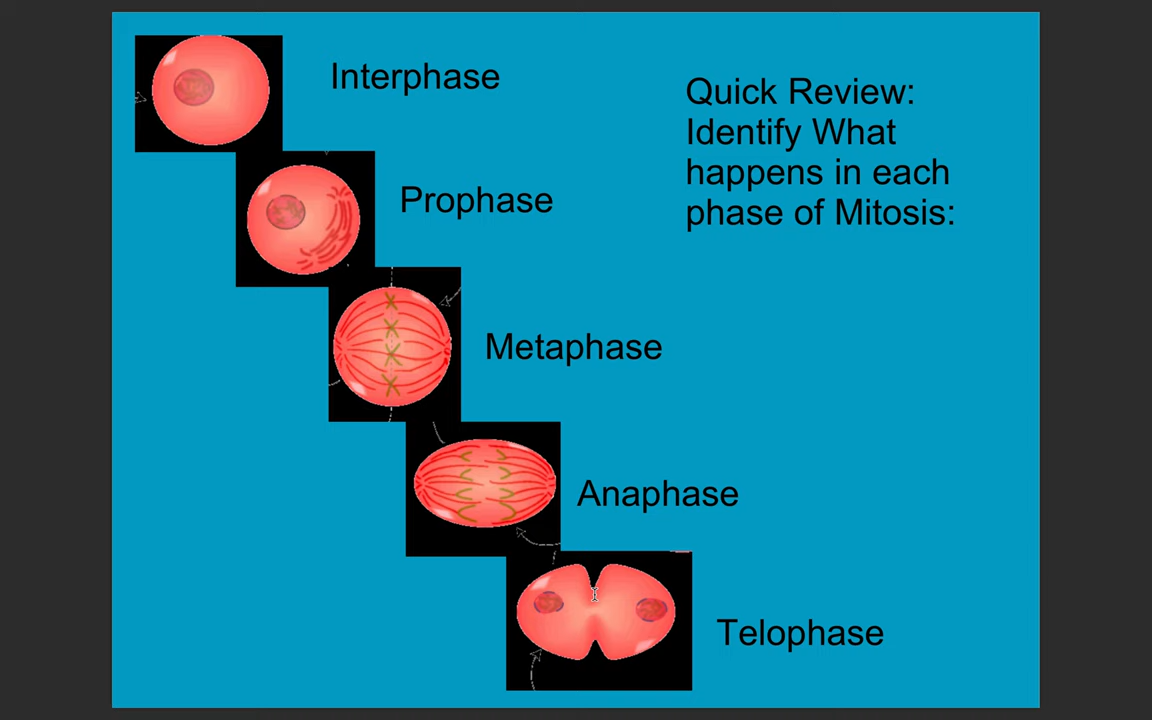 Interphase
Quick Review:
Identify What
happens in each
phase of Mitosis:
Prophase
Metaphase
Anaphase
Telophase